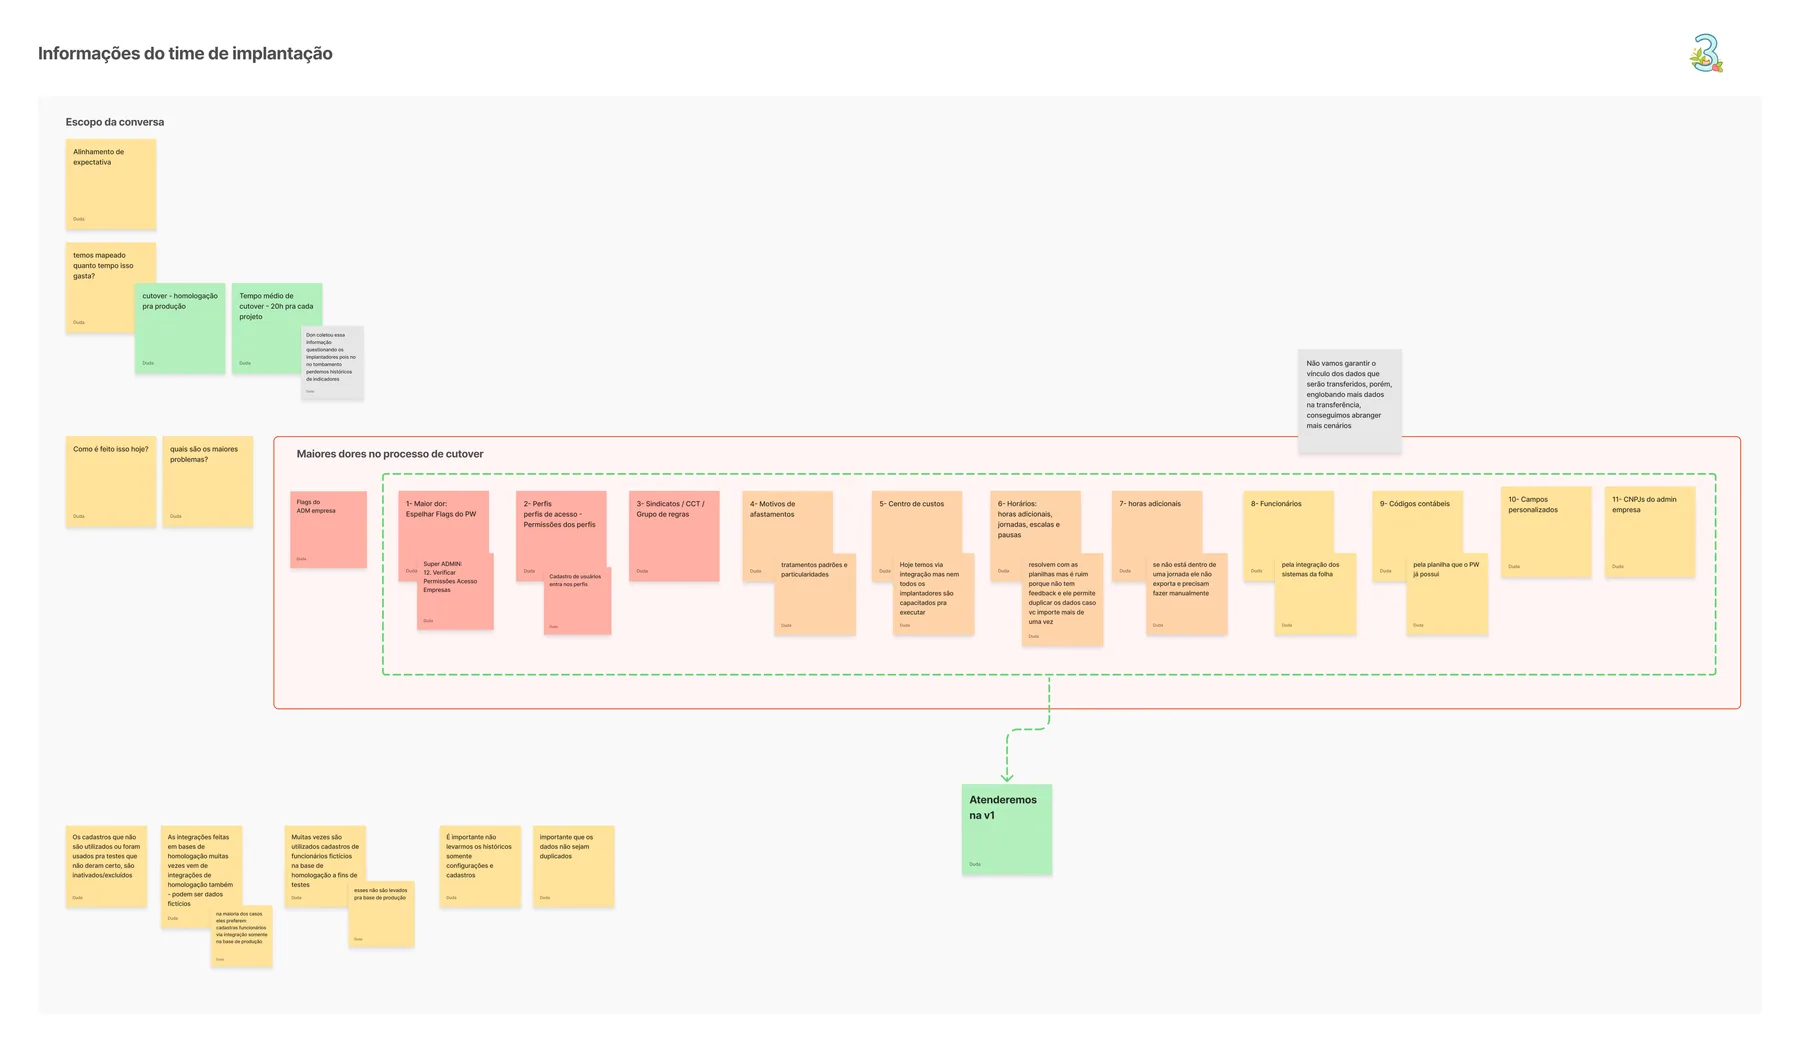 Informações do time de implantação
3
Escopo da conversa
Alinhamento de
expectativa
Duda
temos mapeado
quanto tempo isso
gasta?
Duda
cutover - homologação
pra produção
Duda
Tempo médio de
cutover - 20h pra cada
projeto
Duda
Don coletou essa
informação
questionando os
implantadores pois no
no tombamento
perdemos históricos
de indicadores
Duda
Não vamos garantir o
vínculo dos dados que
serão transferidos, porém,
englobando mais dados
na transferência,
conseguimos abranger
mais cenários
Como é feito isso hoje?
Duda
quais são os maiores
problemas?
Duda
Maiores dores no processo de cutover
Flags do
ADM empresa
Duda
1- Maior dor:
Espelhar Flags do PW
Duda
Super ADMIN:
12. Verificar
Permissões Acesso
Empresas
Duda
2- Perfis
perfis de acesso -
Permissões dos perfis
Duda
Cadastro de usuários
entra nos perfis
Duda
3- Sindicatos / CCT /
Grupo de regras
Duda
4- Motivos de
afastamentos
Duda
tratamentos padrões e
particularidades
Duda
5- Centro de custos
Duda
Hoje temos via
integração mas nem
todos os
implantadores são
capacitados pra
executar
Duda
6- Horários:
horas adicionais,
jornadas, escalas e
pausas
Duda
resolvem com as
planilhas mas é ruim
porque não tem
feedback e ele permite
duplicar os dados caso
vc importe mais de
uma vez
Duda
7- horas adicionais
Duda
se não está dentro de
uma jornada ele não
exporta e precisam
fazer manualmente
Duda
8- Funcionários
Duda
pela integração dos
sistemas da folha
Duda
9- Códigos contábeis
Duda
pela planilha que o PW
já possui
Duda
10- Campos
personalizados
Duda
11- CNPJs do admin
empresa
Duda
Atenderemos
na v1
Duda
Os cadastros que não
são utilizados ou foram
usados pra testes que
não deram certo, são
inativados/excluídos
Duda
As integrações feitas
em bases de
homologação muitas
vezes vem de
integrações de
homologação também
- podem ser dados
fictícios
Duda
na maioria dos casos
eles preferem
cadastras funcionários
via integração somente
na base de produção
Duda
Muitas vezes são
utilizados cadastros de
funcionários fictícios
na base de
homologação a fins de
testes
Duda
esses não são levados
pra base de produção
Duda
É importante não
levarmos os históricos
somente
configurações e
cadastros
Duda
importante que os
dados não sejam
duplicados
Duda